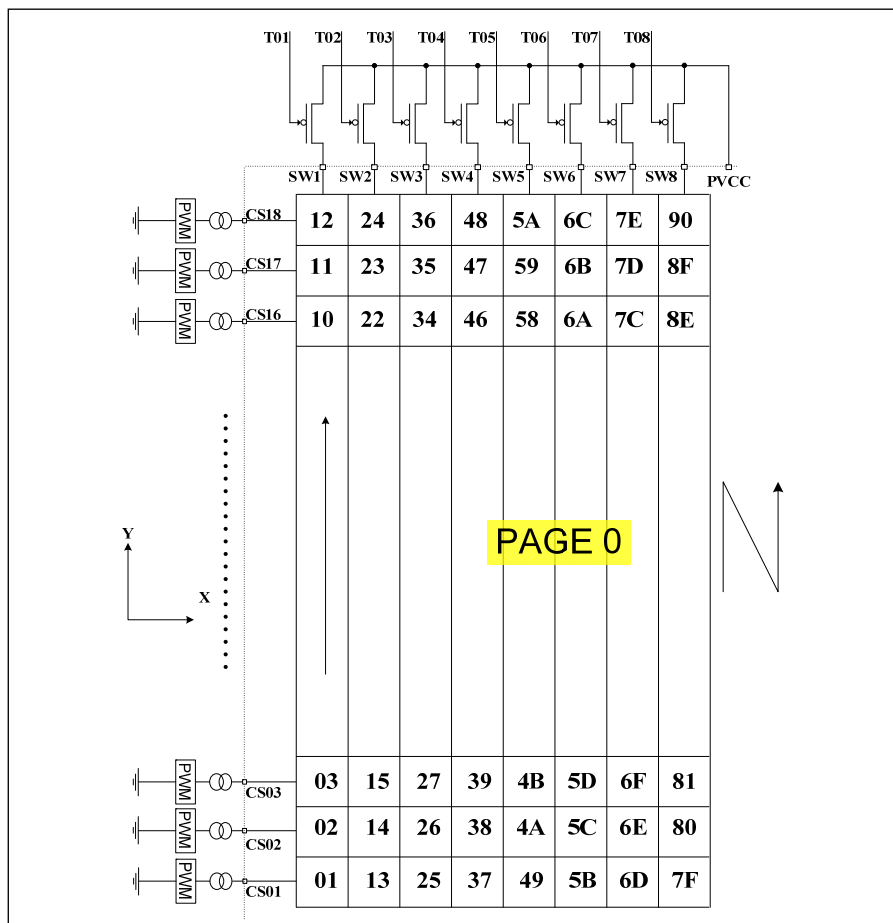 T01 T02 T03 T04 T05 T06 T07 T08
SW1 SW2 SW3 SW4 SW5 SW6 SW7 SW8 PVCC
PWM CS18 12 24 36 48 5A 6C 7E 90
PWM CS17 11 23 35 47 59 6B 7D 8F
PWM CS16 10 22 34 46 58 6A 7C 8E
PAGE 0
Y
X
PWM CS03 03 15 27 39 4B 5D 6F 81
PWM CS02 02 14 26 38 4A 5C 6E 80
PWM CS01 01 13 25 37 49 5B 6D 7F